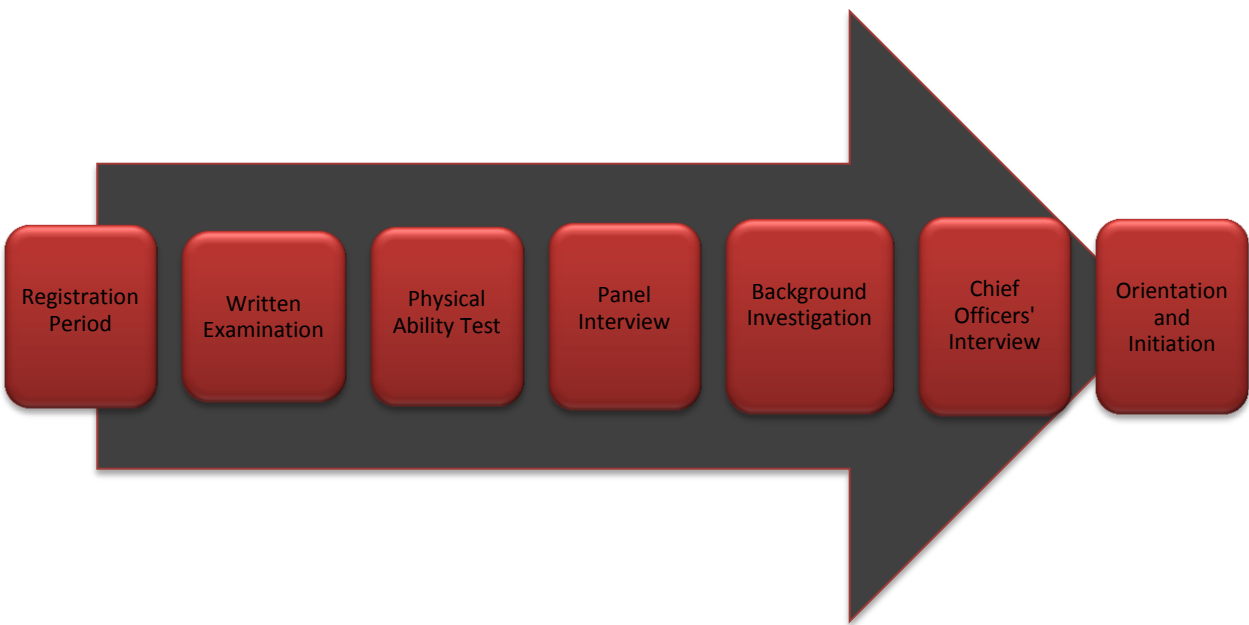 Registration
Period
Written
Examination
Physical
Ability Test
Panel
Interview
Background
Investigation
Chief
Officers'
Interview
Orientation
and
Initiation